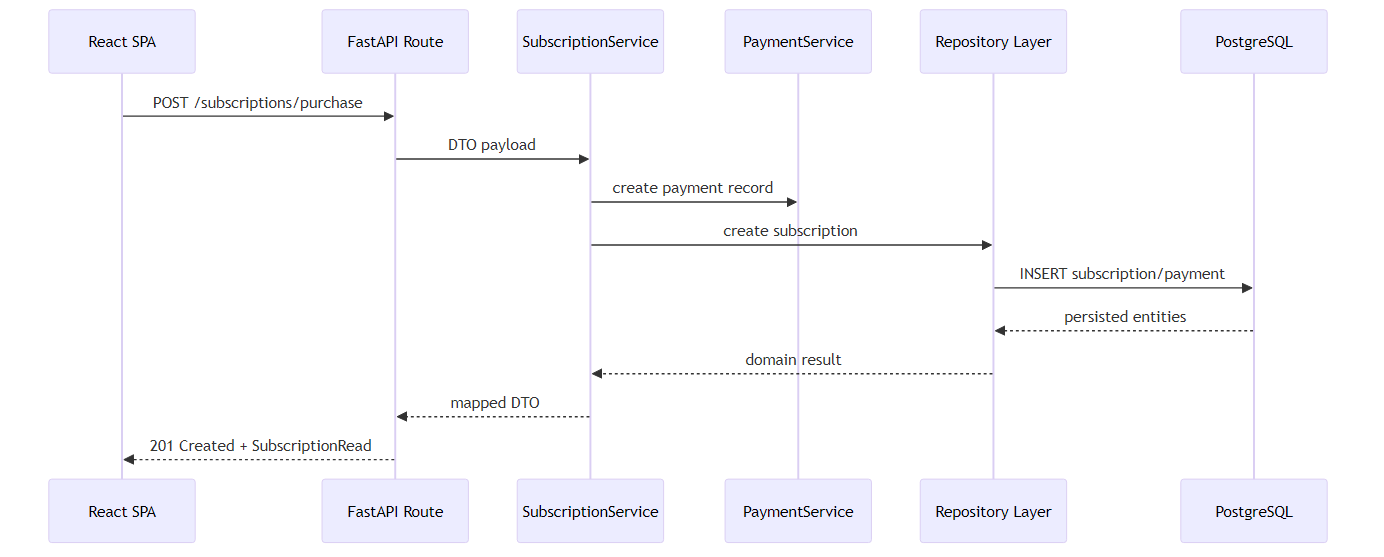 React SPA
FastAPI Route
SubscriptionService
PaymentService
Repository Layer
PostgreSQL
POST /subscriptions/purchase
DTO payload
create payment record
create subscription
INSERT subscription/payment
persisted entities
domain result
mapped DTO
201 Created + SubscriptionRead
React SPA
FastAPI Route
SubscriptionService
PaymentService
Repository Layer
PostgreSQL